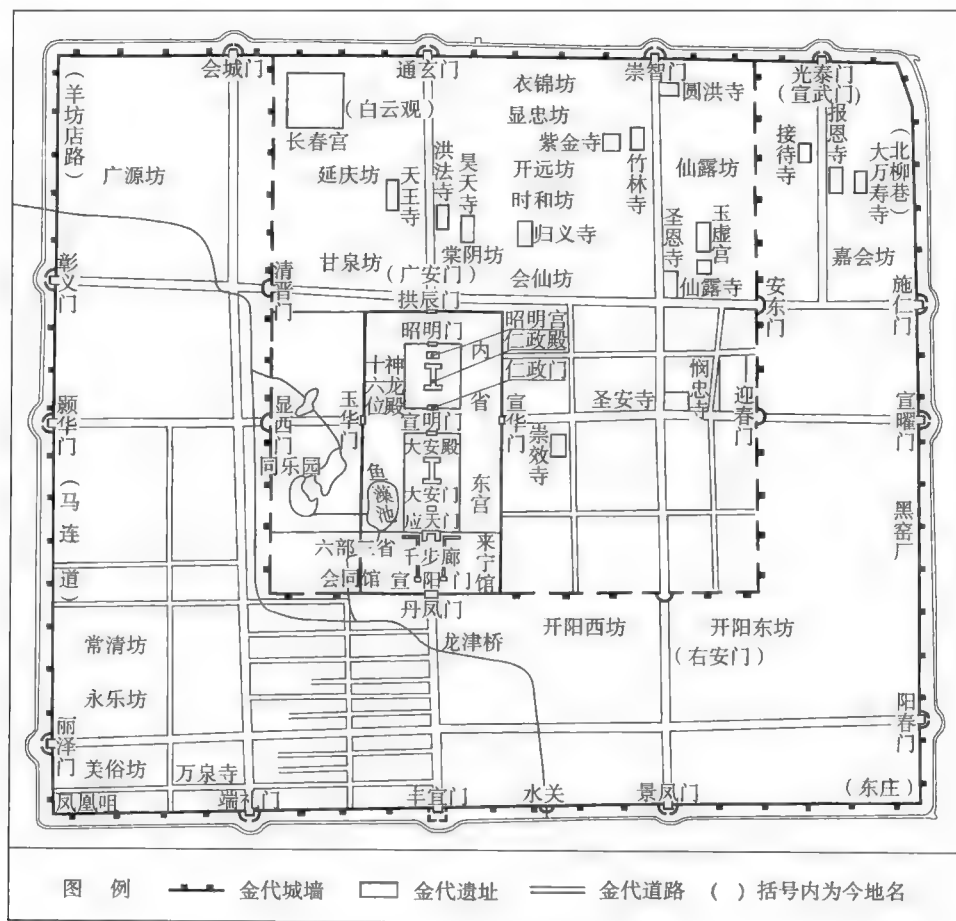 会城门
通玄门
崇智门
光泰门
(宣武门)
(羊坊店路)
广源坊
长春宫
(白云观)
衣锦坊
显忠坊
紫金寺
竹林寺
圆洪寺
接待寺
报恩寺
大万寿寺
(北柳巷)
延庆坊
天王寺
洪法寺
昊天寺
开远坊
时和坊
归义寺
仙露坊
圣恩寺
玉虚宫
仙露寺
嘉会坊
甘泉坊
棠阴坊
(广安门)
会仙坊
彰义门
清晋门
拱辰门
安东门
施仁门
昭明门
昭明宫
仁政殿
仁政门
内省
十六位
神龙殿
宣明门
玉华门
宣华门
圣安寺
悯忠寺
迎春门
宣曜门
颢华门
显西门
大安殿
崇效寺
同乐园
鱼藻池
大安门
应天门
东宫
(马连道)
黑窑厂
六部三省
千步廊
来宁馆
会同馆
宣阳门
丹凤门
龙津桥
开阳西坊
开阳东坊
(右安门)
常清坊
永乐坊
丽泽门
阳春门
美俗坊
万泉寺
凤凰咀
端礼门
丰宜门
水关
景凤门
(东庄)
图例
金代城墙
金代遗址
金代道路
( )括号内为今地名